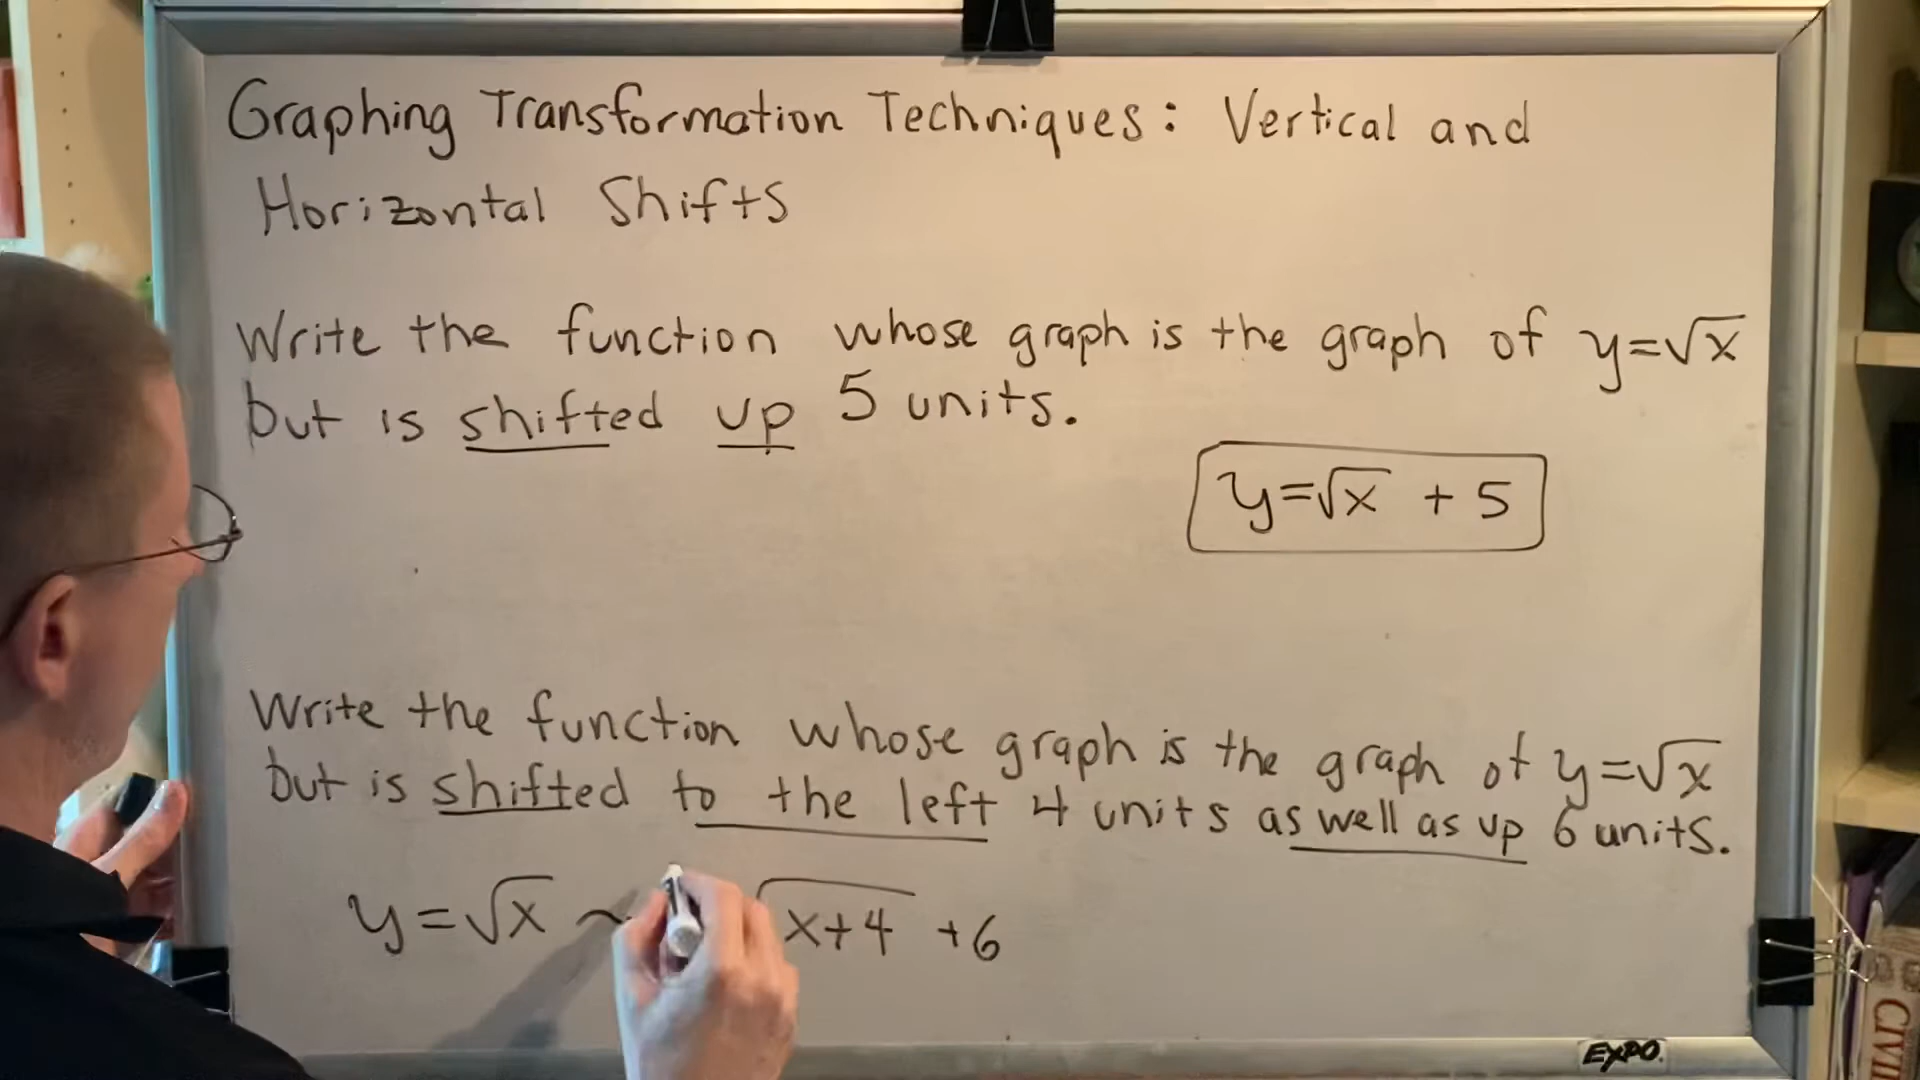 Graphing Transformation Techniques: Vertical and
Horizontal Shifts
Write the function whose graph is the graph of y=√x
but is shifted up 5 units.
y=√x + 5
Write the function whose graph is the graph of y=√x
but is shifted to the left 4 units as well as up 6 units.
y=√x ~ √x+4 +6
EXPO
CIVI